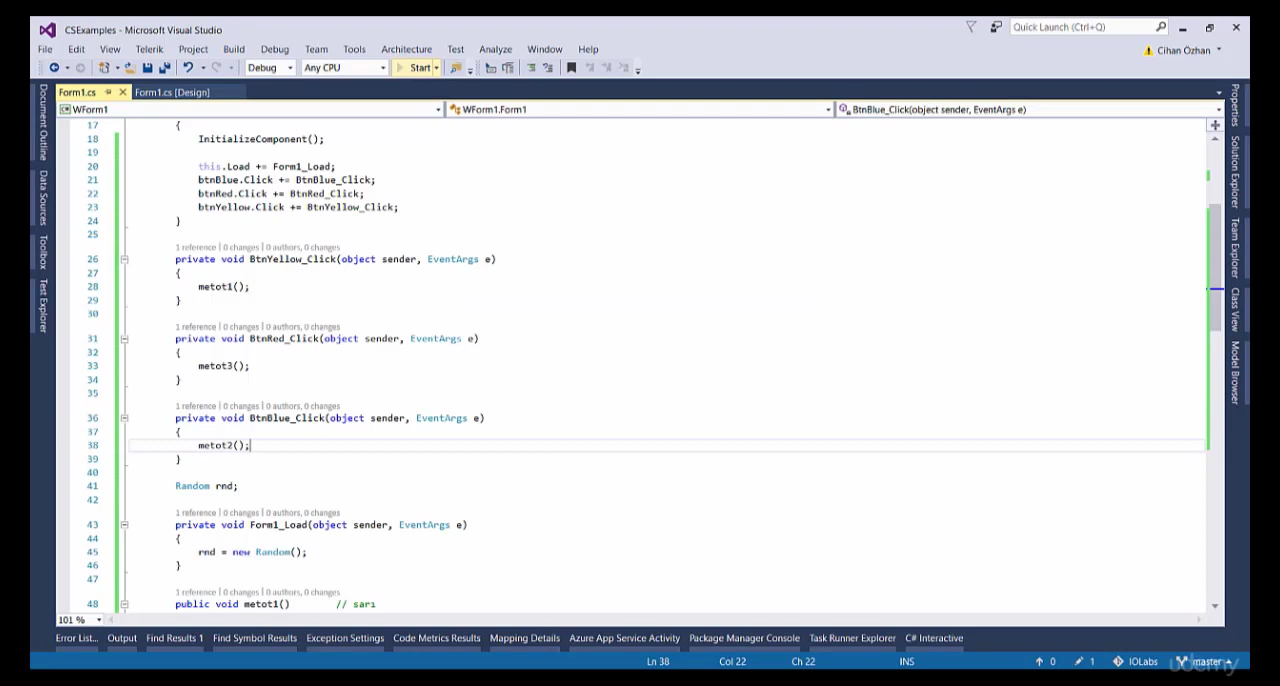 CSExamples - Microsoft Visual Studio
Quick Launch (Ctrl+Q)
File Edit View Telerik Project Build Debug Team Tools Architecture Test Analyze Window Help
Cihan Özhan
Debug Any CPU Start
Form1.cs Form1.cs [Design]
WForm1 WForm1.Form1 BtnBlue_Click(object sender, EventArgs e)
Document Outline
Data Sources
Toolbox
Test Explorer
17 {
18 InitializeComponent();
19
20 this.Load += Form1_Load;
21 btnBlue.Click += BtnBlue_Click;
22 btnRed.Click += BtnRed_Click;
23 btnYellow.Click += BtnYellow_Click;
24 }
25
1 reference | 0 changes | 0 authors, 0 changes
26 private void BtnYellow_Click(object sender, EventArgs e)
27 {
28 metot1();
29 }
30
1 reference | 0 changes | 0 authors, 0 changes
31 private void BtnRed_Click(object sender, EventArgs e)
32 {
33 metot3();
34 }
35
1 reference | 0 changes | 0 authors, 0 changes
36 private void BtnBlue_Click(object sender, EventArgs e)
37 {
38 metot2();
39 }
40
41 Random rnd;
42
1 reference | 0 changes | 0 authors, 0 changes
43 private void Form1_Load(object sender, EventArgs e)
44 {
45 rnd = new Random();
46 }
47
1 reference | 0 changes | 0 authors, 0 changes
48 public void metot1() // sarı
Properties
Solution Explorer
Team Explorer
Class View
Model Browser
101 %
Error List... Output Find Results 1 Find Symbol Results Exception Settings Code Metrics Results Mapping Details Azure App Service Activity Package Manager Console Task Runner Explorer C# Interactive
Ln 38 Col 22 Ch 22 INS 0 1 IOLabs master
udemy